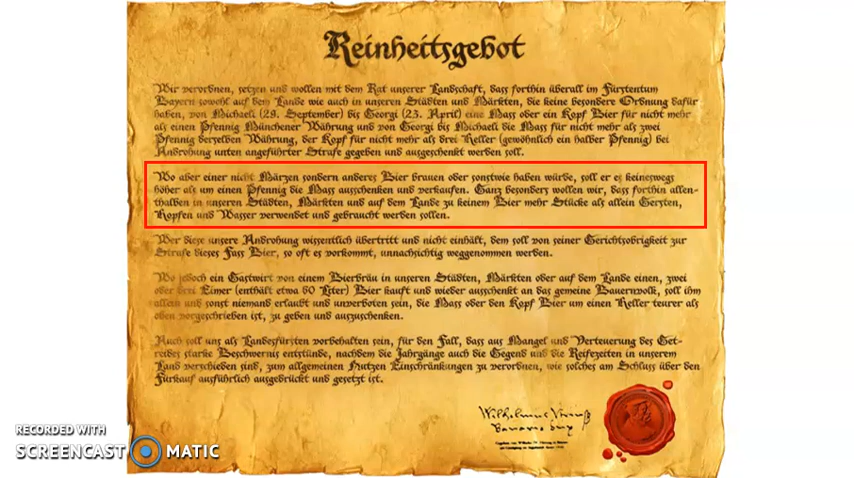 Reinheitsgebot
Wir verordnen, setzen und wollen mit dem Rat unserer Landschaft, dass forthin überall im Fürstentum
Bayern sowohl auf dem Lande wie auch in unseren Städten und Märkten, die keine besondere Ordnung dafür
haben, von Michaeli (29. September) bis Georgi (23. April) eine Mass oder ein Kopf Bier für nicht mehr
als einen Pfennig Münchener Währung und von Georgi bis Michaeli die Mass für nicht mehr als zwei
Pfennig derselben Währung, der Kopf für nicht mehr als drei Heller (gewöhnlich ein halber Pfennig) bei
Androhung unten angeführter Strafe gegeben und ausgeschenkt werden soll.
Wo aber einer nicht Märzen sondern anderes Bier brauen oder sonstwie haben würde, soll er es keineswegs
höher als um einen Pfennig die Mass ausschenken und verkaufen. Ganz besonders wollen wir, dass forthin allen-
thalben in unseren Städten, Märkten und auf dem Lande zu keinem Bier mehr Stücke als allein Gersten,
Hopfen und Wasser verwendet und gebraucht werden sollen.
Wer diese unsere Androhung wissentlich übertritt und nicht einhält, dem soll von seiner Gerichtsobrigkeit zur
Strafe dieses Fass Bier, so oft es vorkommt, unnachsichtig weggenommen werden.
Wo jedoch ein Gastwirt von einem Bierbräu in unseren Städten, Märkten oder auf dem Lande einen, zwei
oder drei Eimer (enthält etwa 60 Liter) Bier kauft und wieder ausschenkt an das gemeine Bauernvolk, soll ihm
allein und sonst niemand erlaubt und unverboten sein, die Mass oder den Kopf Bier um einen Heller teurer als
oben vorgeschrieben ist, zu geben und auszuschenken.
Auch soll uns als Landesfürsten vorbehalten sein, für den Fall, dass aus Mangel und Verteuerung des Get-
reides starke Beschwernis entstünde, nachdem die Jahrgänge auch die Gegend und die Reifezeiten in unserem
Land verschieden sind, zum allgemeinen Nutzen Einschränkungen zu verordnen, wie solches am Schluss über den
Fürkauf ausführlich ausgedrückt und gesetzt ist.
RECORDED WITH
SCREENCAST MATIC